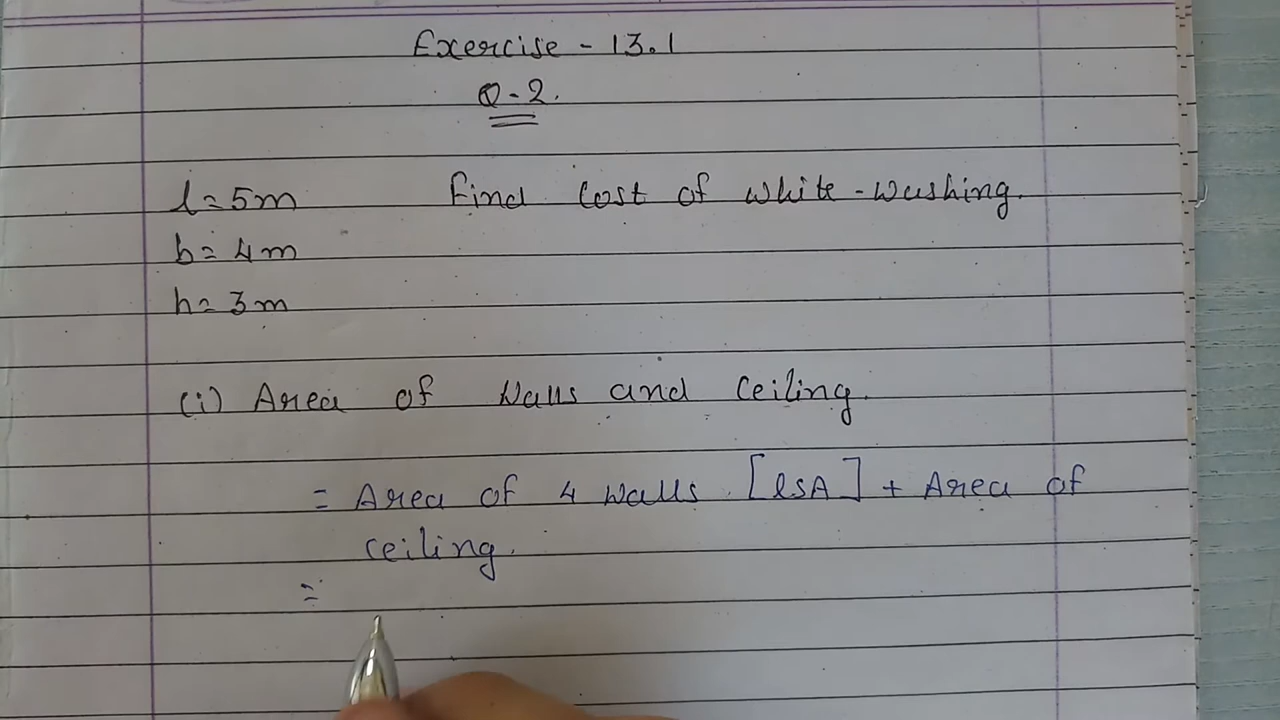 Exercise - 13.1
Q-2.
l=5m Find Cost of white-washing.
b= 4m
h= 3m
(i) Area of Walls and Ceiling.
= Area of 4 walls [lSA] + Area of
ceiling.
=